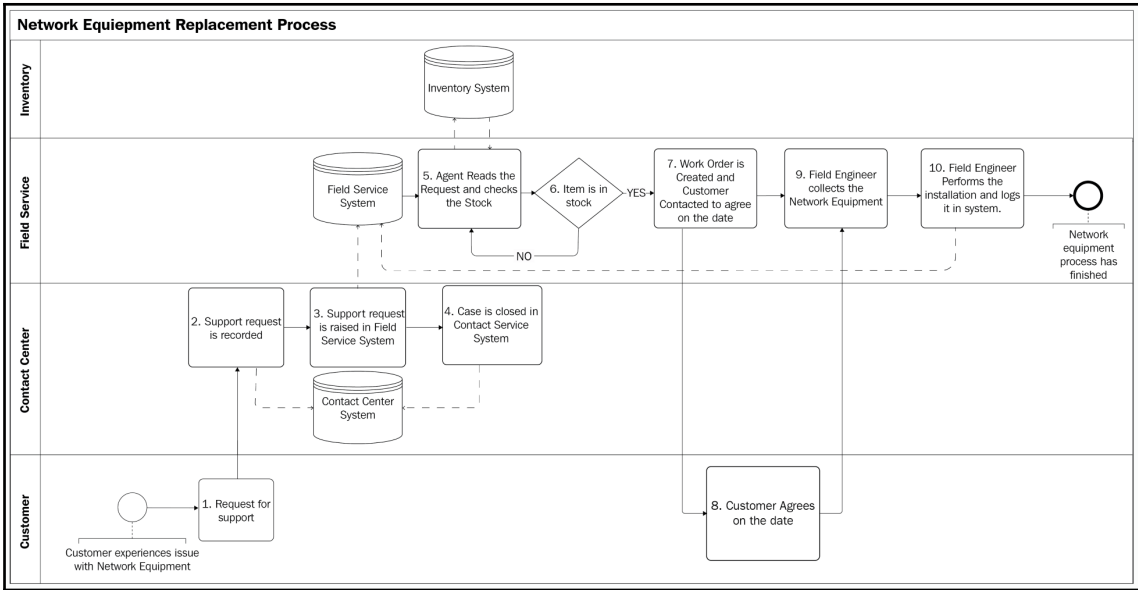 Network Equiepment Replacement Process
Inventory
Inventory System
Field Service
Field Service
System
5. Agent Reads the
Request and checks
the Stock
6. Item is in
stock
YES
NO
7. Work Order is
Created and
Customer
Contacted to agree
on the date
9. Field Engineer
collects the
Network Equipment
10. Field Engineer
Performs the
installation and logs
it in system.
Network
equipment
process has
finished
Contact Center
2. Support request
is recorded
3. Support request
is raised in Field
Service System
4. Case is closed in
Contact Service
System
Contact Center
System
Customer
1. Request for
support
Customer experiences issue
with Network Equipment
8. Customer Agrees
on the date